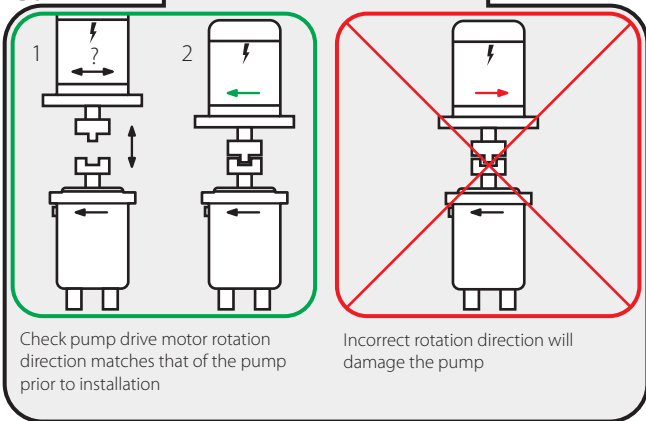 1
?
2
Check pump drive motor rotation
direction matches that of the pump
prior to installation
Incorrect rotation direction will
damage the pump